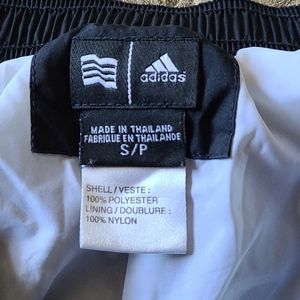 adidas
MADE IN THAILAND
FABRIQUE EN THAILANDE
S/P
SHELL/VESTE :
100% POLYESTER
LINING/DOUBLURE :
100% NYLON